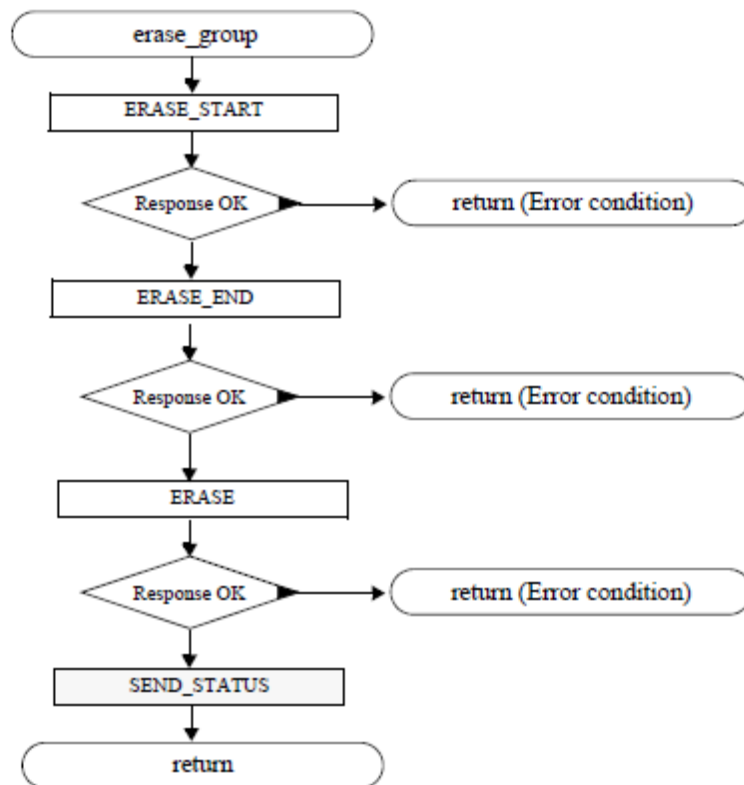 erase_group
ERASE_START
Response OK
return (Error condition)
ERASE_END
Response OK
return (Error condition)
ERASE
Response OK
return (Error condition)
SEND_STATUS
return